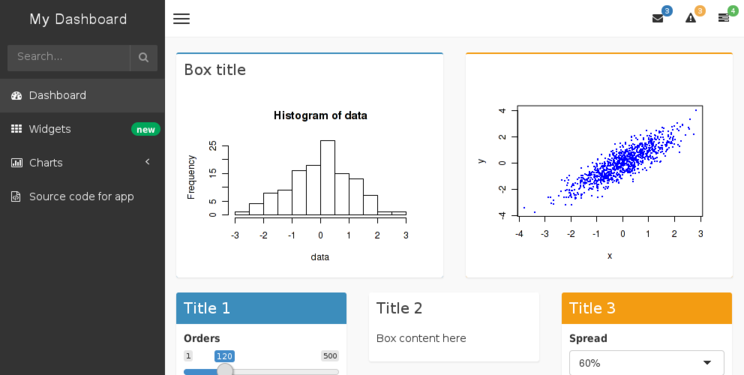 My Dashboard
3
3
4
Search...
Dashboard
Widgets
new
Charts
Source code for app
Box title
Histogram of data
Frequency
0 5 15 25
-3 -2 -1 0 1 2 3
data
y
-4 -2 0 2 4
-4 -3 -2 -1 0 1 2 3
x
Title 1
Orders
1 120 500
Title 2
Box content here
Title 3
Spread
60%